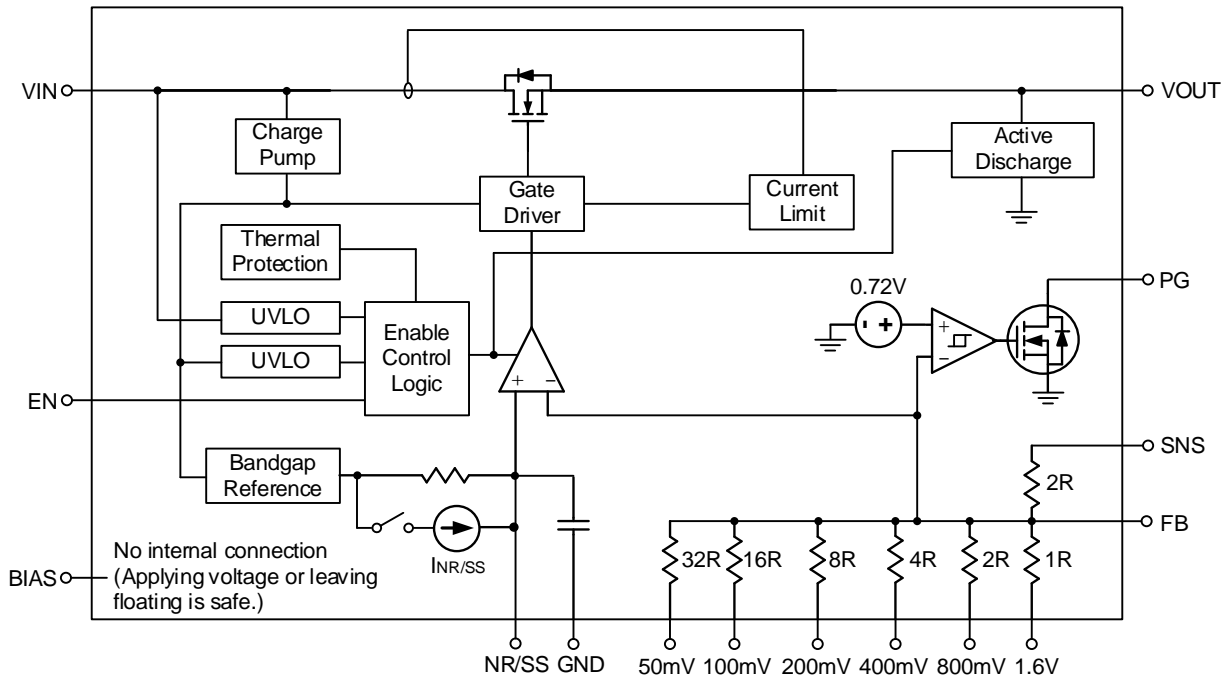 VIN
VOUT
Charge
Pump
Active
Discharge
Gate
Driver
Current
Limit
Thermal
Protection
PG
0.72V
- +
UVLO
Enable
Control
Logic
+
−
UVLO
+ −
EN
SNS
Bandgap
Reference
2R
FB
32R 16R 8R 4R 2R 1R
INR/SS
No internal connection
(Applying voltage or leaving
floating is safe.)
BIAS
NR/SS GND 50mV 100mV 200mV 400mV 800mV 1.6V